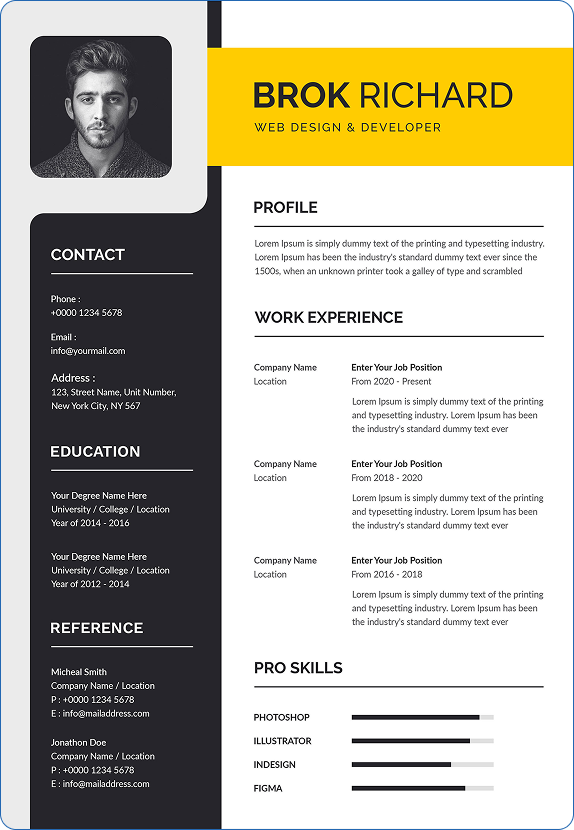 BROK RICHARD
WEB DESIGN & DEVELOPER
CONTACT
Phone :
+0000 1234 5678
Email :
info@yourmail.com
Address :
123, Street Name, Unit Number,
New York City, NY 567
EDUCATION
Your Degree Name Here
University / College / Location
Year of 2014 - 2016
Your Degree Name Here
University / College / Location
Year of 2012 - 2014
REFERENCE
Micheal Smith
Company Name / Location
P : +0000 1234 5678
E : info@mailaddress.com
Jonathon Doe
Company Name / Location
P : +0000 1234 5678
E : info@mailaddress.com
PROFILE
Lorem Ipsum is simply dummy text of the printing and typesetting industry.
Lorem Ipsum has been the industry's standard dummy text ever since the
1500s, when an unknown printer took a galley of type and scrambled
WORK EXPERIENCE
Company Name
Location
Enter Your Job Position
From 2020 - Present
Lorem Ipsum is simply dummy text of the printing
and typesetting industry. Lorem Ipsum has been
the industry's standard dummy text ever
Company Name
Location
Enter Your Job Position
From 2018 - 2020
Lorem Ipsum is simply dummy text of the printing
and typesetting industry. Lorem Ipsum has been
the industry's standard dummy text ever
Company Name
Location
Enter Your Job Position
From 2016 - 2018
Lorem Ipsum is simply dummy text of the printing
and typesetting industry. Lorem Ipsum has been
the industry's standard dummy text ever
PRO SKILLS
PHOTOSHOP
ILLUSTRATOR
INDESIGN
FIGMA